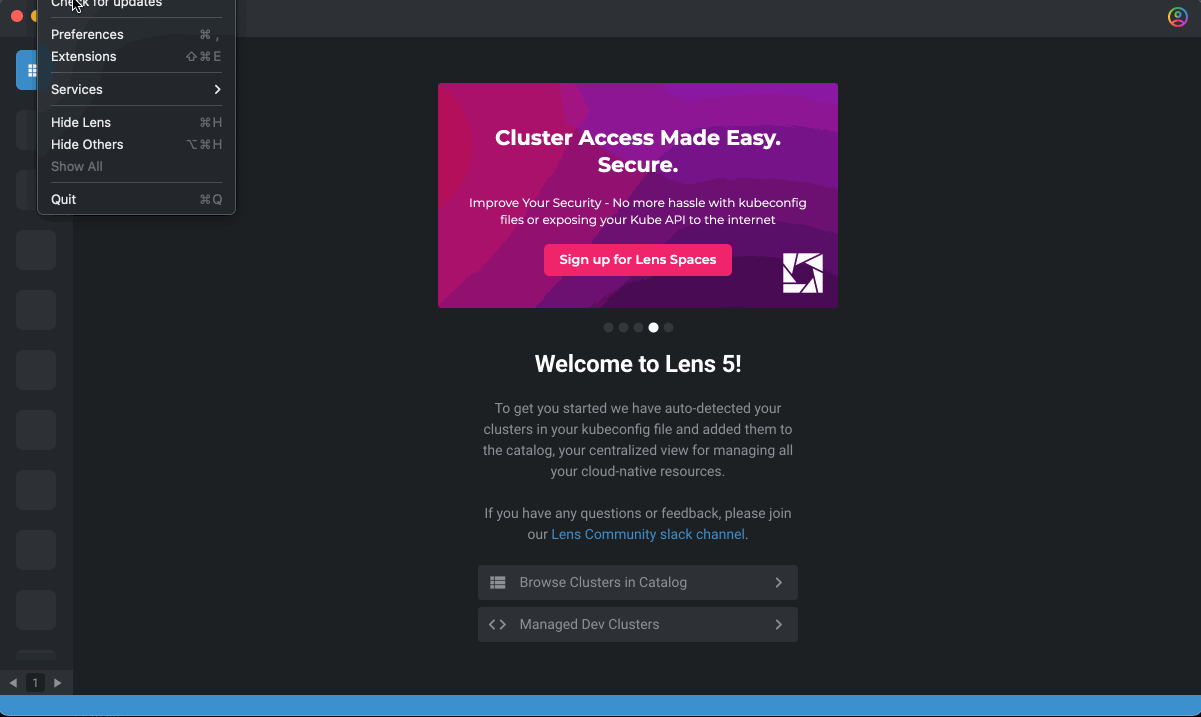 Check for updates
Preferences ⌘ ,
Extensions ⇧⌘E
Services
Hide Lens ⌘H
Hide Others ⌥⌘H
Show All
Quit ⌘Q
Cluster Access Made Easy.
Secure.
Improve Your Security - No more hassle with kubeconfig
files or exposing your Kube API to the internet
Sign up for Lens Spaces
Welcome to Lens 5!
To get you started we have auto-detected your
clusters in your kubeconfig file and added them to
the catalog, your centralized view for managing all
your cloud-native resources.
If you have any questions or feedback, please join
our Lens Community slack channel.
Browse Clusters in Catalog
Managed Dev Clusters
1